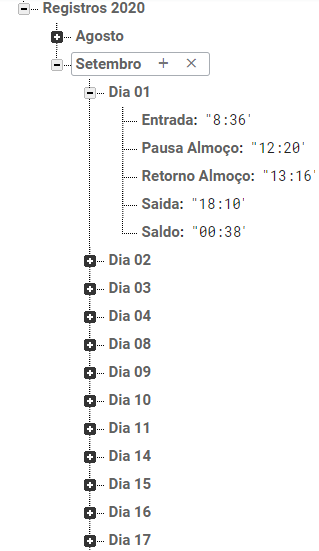 Registros 2020
Agosto
Setembro + ×
Dia 01
Entrada: "8:36"
Pausa Almoço: "12:20"
Retorno Almoço: "13:16"
Saida: "18:10"
Saldo: "00:38"
Dia 02
Dia 03
Dia 04
Dia 08
Dia 09
Dia 10
Dia 11
Dia 14
Dia 15
Dia 16
Dia 17